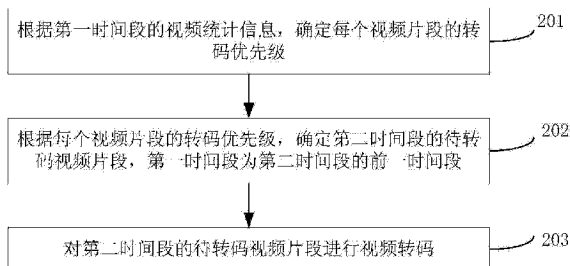 根据第一时间段的视频统计信息，确定每个视频片段的转
码优先级
201
根据每个视频片段的转码优先级，确定第二时间段的待转
码视频片段，第一时间段为第二时间段的前一时间段
202
对第二时间段的待转码视频片段进行视频转码
203